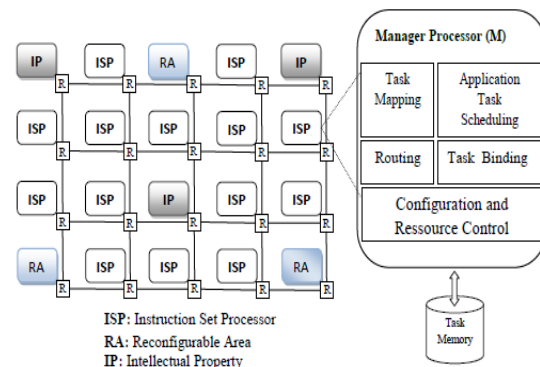 IP ISP RA ISP IP
R R R R R
ISP ISP ISP ISP ISP
R R R R R
ISP ISP IP ISP ISP
R R R R R
RA ISP ISP ISP RA
R R R R R
ISP: Instruction Set Processor
RA: Reconfigurable Area
IP: Intellectual Property
Manager Processor (M)
Task
Mapping
Application
Task
Scheduling
Routing
Task Binding
Configuration and
Ressource Control
Task
Memory